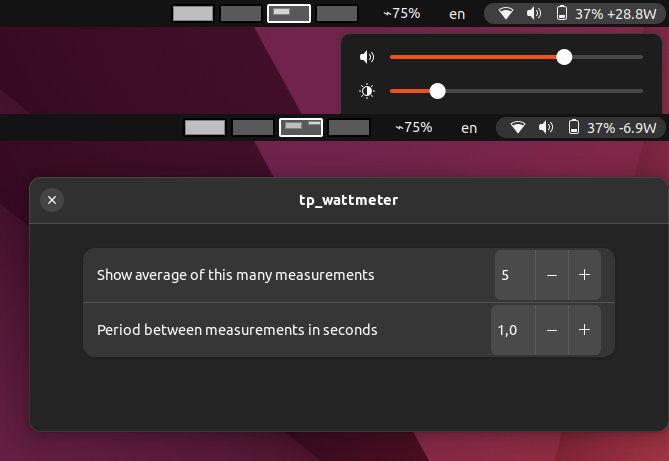 ⌁75% en 37% +28.8W
⌁75% en 37% -6.9W
tp_wattmeter
Show average of this many measurements 5
Period between measurements in seconds 1,0